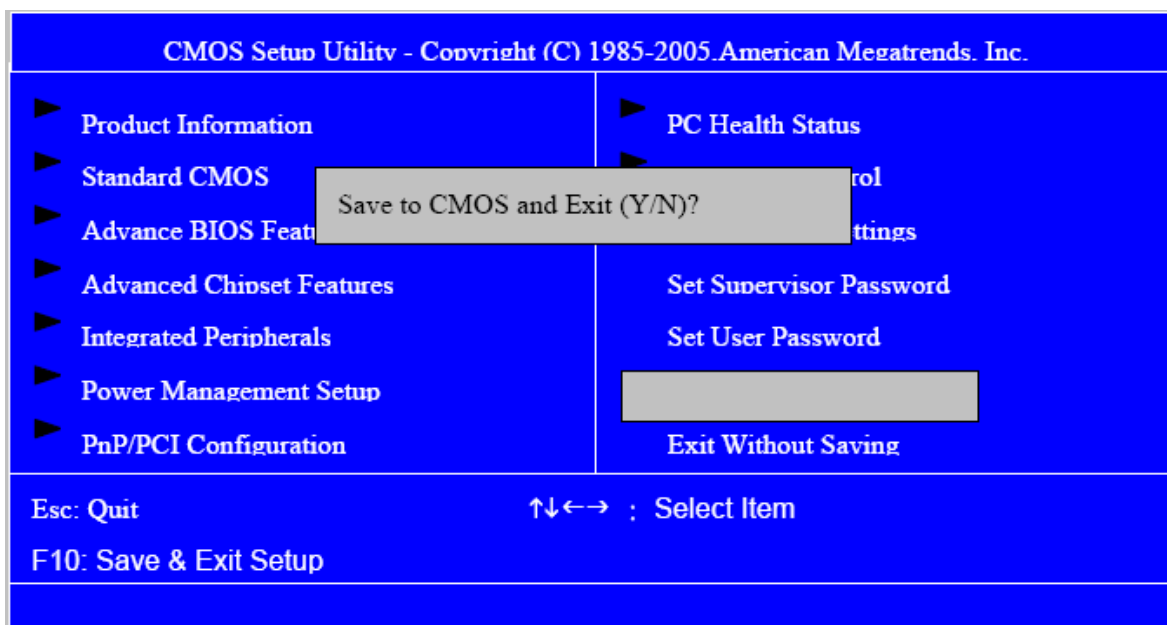 CMOS Setup Utility - Copyright (C) 1985-2005,American Megatrends, Inc.
Product Information
Standard CMOS
Advance BIOS Featu
Advanced Chipset Features
Integrated Peripherals
Power Management Setup
PnP/PCI Configuration
PC Health Status
rol
ttings
Set Supervisor Password
Set User Password
Exit Without Saving
Save to CMOS and Exit (Y/N)?
Esc: Quit
↑↓←→ : Select Item
F10: Save & Exit Setup